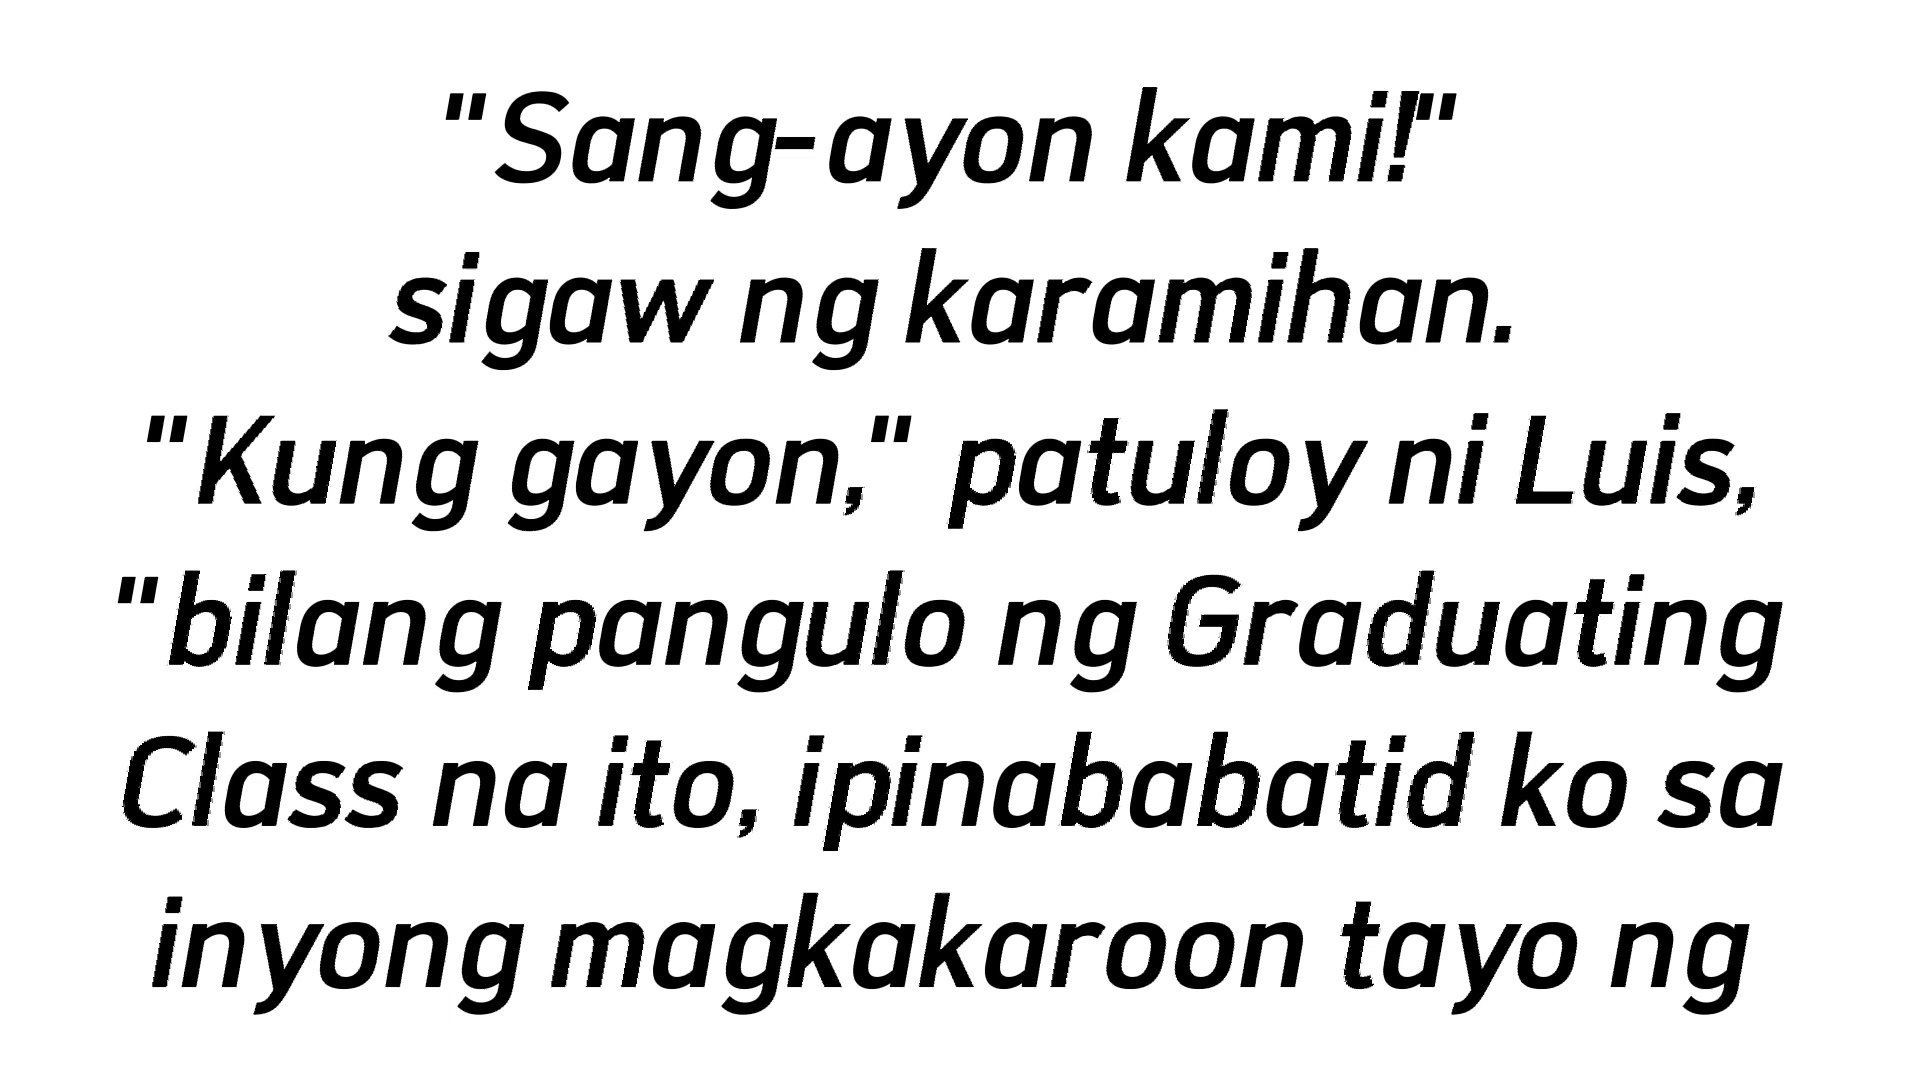 "Sang-ayon kami!"
sigaw ng karamihan.
"Kung gayon," patuloy ni Luis,
"bilang pangulo ng Graduating
Class na ito, ipinababatid ko sa
inyong magkakaroon tayo ng